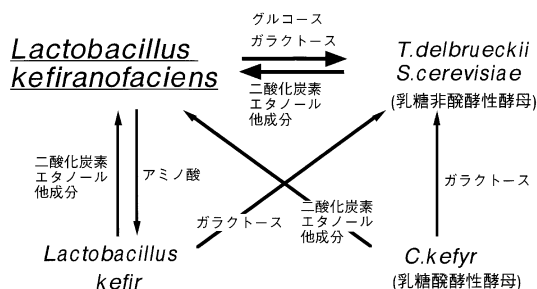 グルコース
ガラクトース
Lactobacillus
kefiranofaciens
T.delbrueckii
S.cerevisiae
(乳糖非醗酵性酵母)
二酸化炭素
エタノール
他成分
二酸化炭素
エタノール
他成分
アミノ酸
ガラクトース
二酸化炭素
エタノール
他成分
ガラクトース
Lactobacillus
kefir
C.kefyr
(乳糖醗酵性酵母)